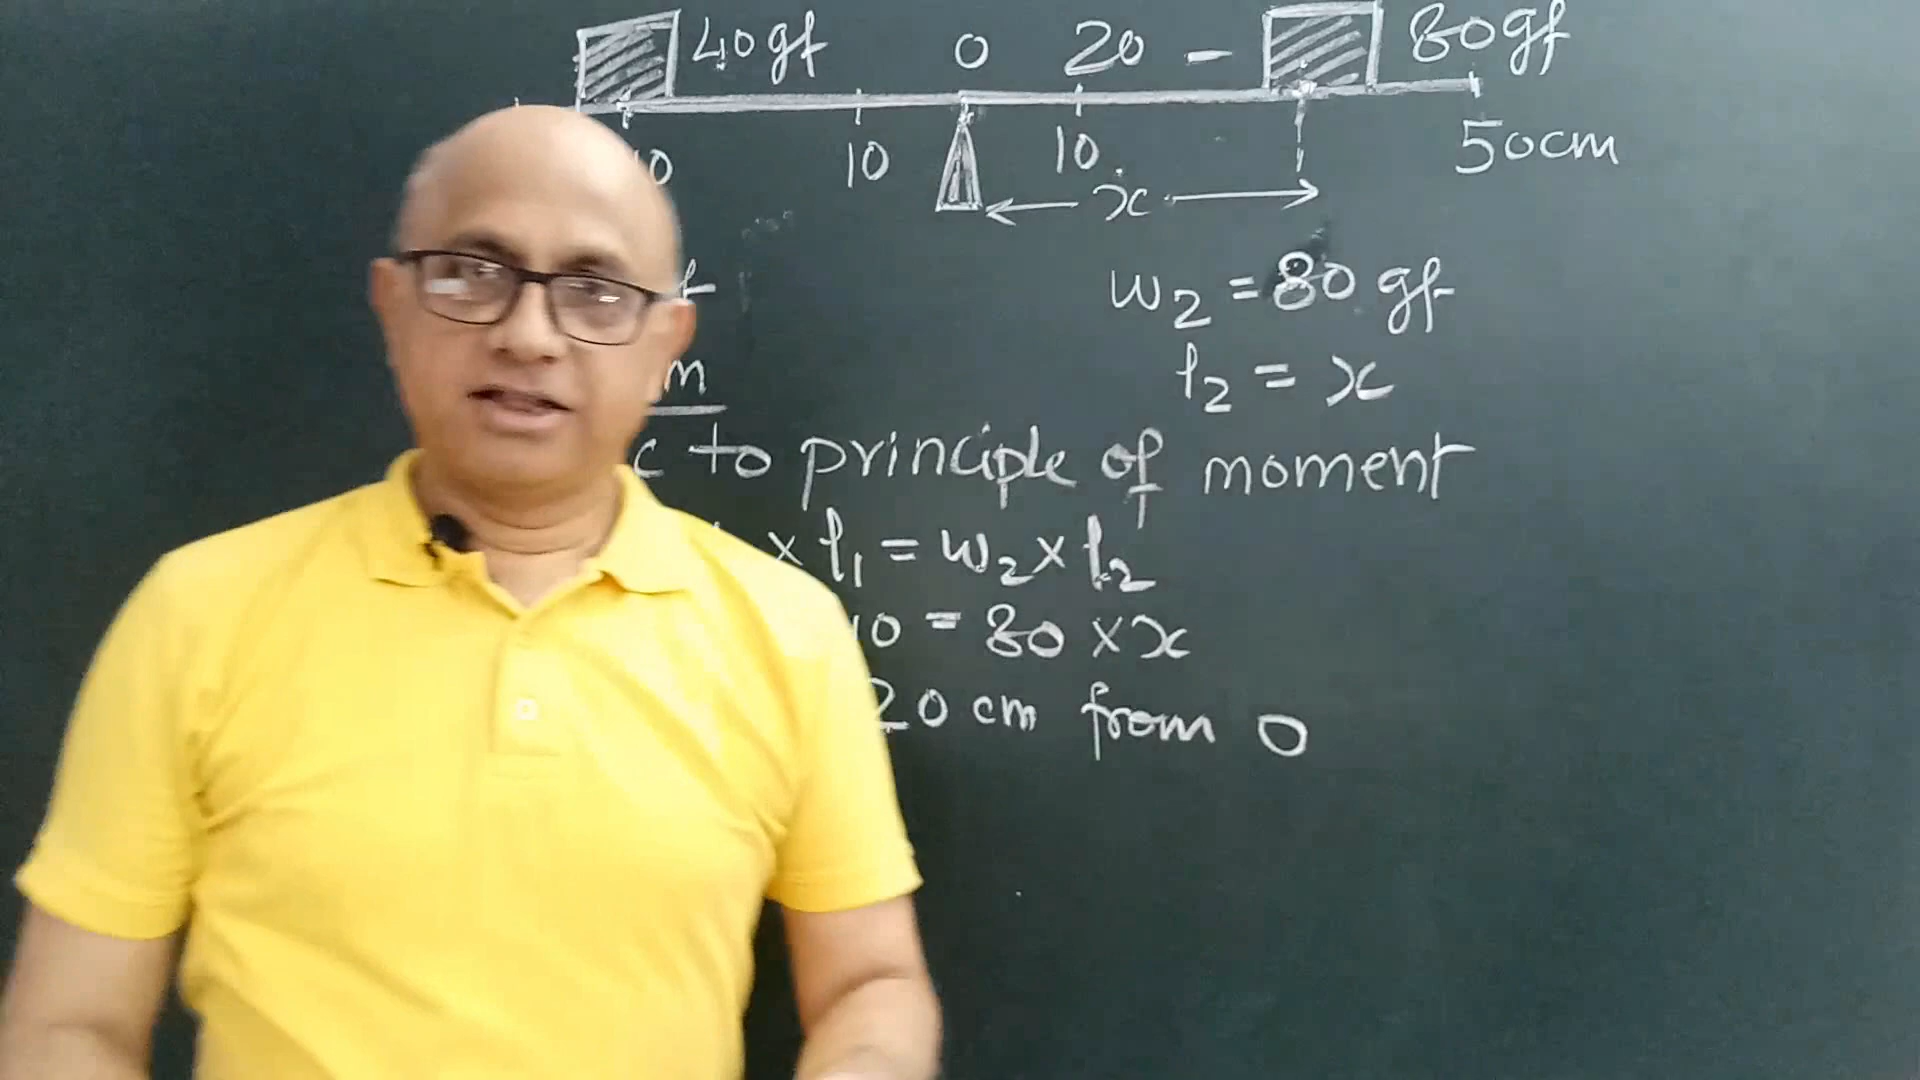 40gf 0 20 - 80gf
10 10 50cm
x
w₂ = 80 gf
m l₂ = x
to principle of moment
× l₁ = w₂ × l₂
10 = 80 × x
20 cm from 0